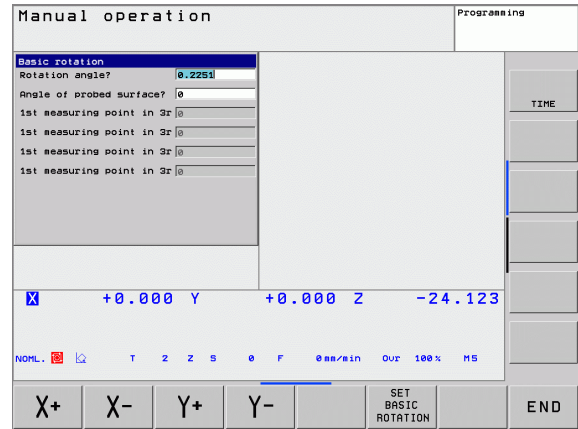 Manual operation
Programming
Basic rotation
Rotation angle? 0.2251
Angle of probed surface? 0
1st measuring point in 3r 0
1st measuring point in 3r 0
1st measuring point in 3r 0
1st measuring point in 3r 0
TIME
X +0.000 Y +0.000 Z -24.123
NOML. T 2 Z S 0 F 0mm/min Ovr 100% M5
X+ X- Y+ Y- SET BASIC ROTATION END